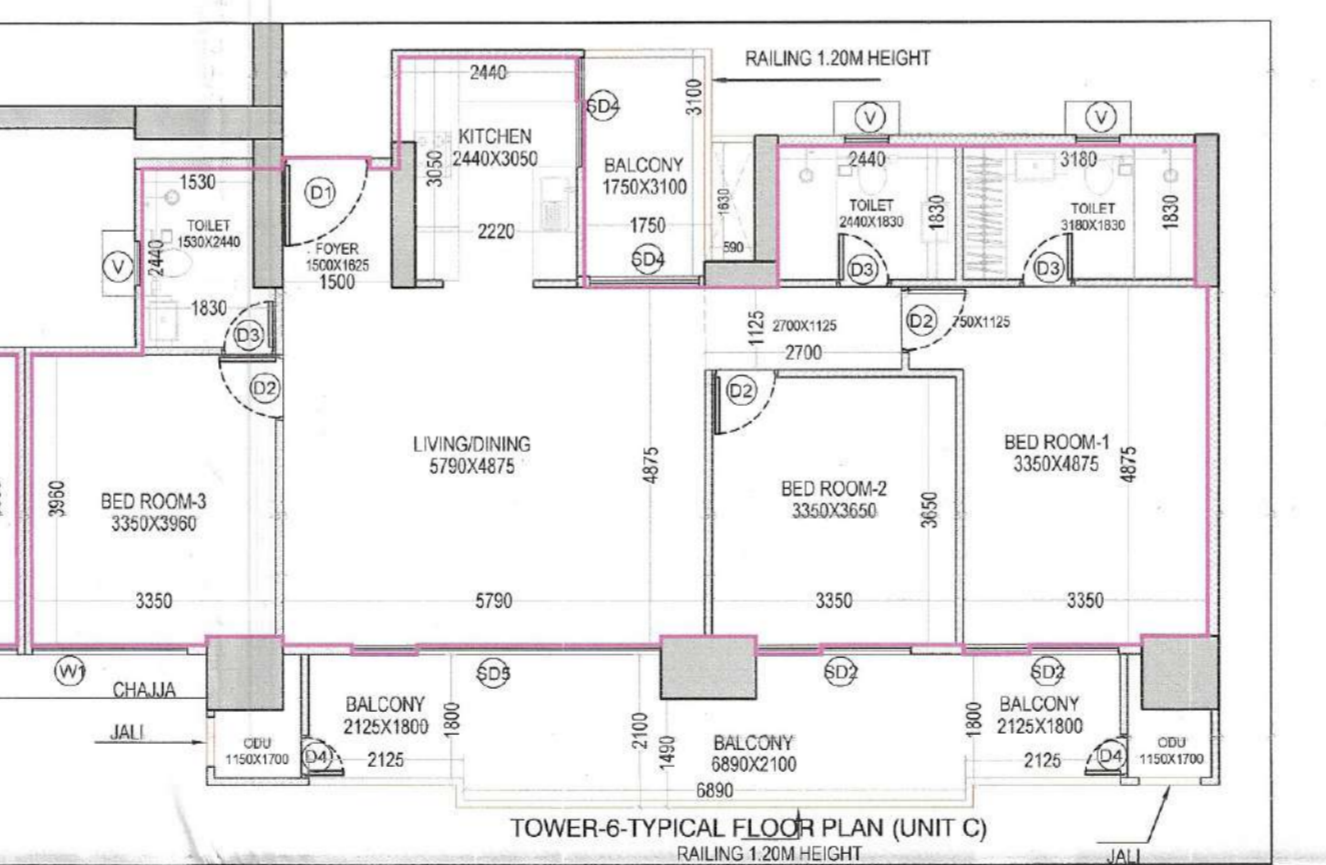 RAILING 1.20M HEIGHT
2440
3100
SD4
V
V
KITCHEN
2440X3050
3050
BALCONY
1750X3100
1750
2220
SD4
1630
590
2440
TOILET
2440X1830
1830
D3
3180
TOILET
3180X1830
1830
D3
1530
TOILET
1530X2440
2440
V
1830
D3
D1
FOYER
1500X1625
1500
D2
1125
2700X1125
2700
D2
750X1125
D2
LIVING/DINING
5790X4875
4875
5790
BED ROOM-1
3350X4875
4875
3350
BED ROOM-2
3350X3650
3650
3350
BED ROOM-3
3350X3960
3960
3350
W1
CHAJJA
JALI
ODU
1150X1700
D4
BALCONY
2125X1800
2125
1800
SD5
2100
1490
BALCONY
6890X2100
6890
SD2
SD2
1800
BALCONY
2125X1800
2125
D4
ODU
1150X1700
TOWER-6-TYPICAL FLOOR PLAN (UNIT C)
RAILING 1.20M HEIGHT
JALI